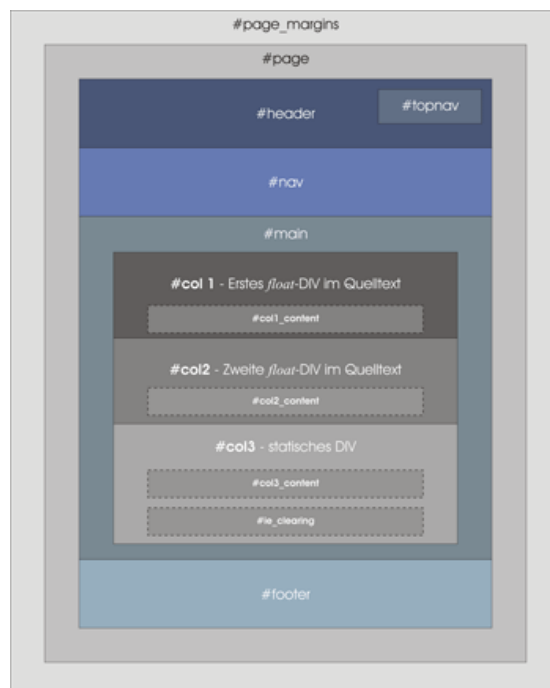 #page_margins
#page
#header
#topnav
#nav
#main
#col 1 - Erstes float-DIV im Quelltext
#col1_content
#col2 - Zweite float-DIV im Quelltext
#col2_content
#col3 - statisches DIV
#col3_content
#ie_clearing
#footer